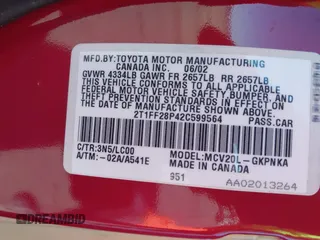 MFD.BY:TOYOTA MOTOR MANUFACTURING
CANADA INC. 06/02
GVWR 4334LB GAWR FR 2657LB RR 2657LB
THIS VEHICLE CONFORMS TO ALL APPLICABLE
FEDERAL MOTOR VEHICLE SAFETY, BUMPER, AND
THEFT PREVENTION STANDARDS IN EFFECT ON
THE DATE OF MANUFACTURE SHOWN ABOVE.
2T1FF28P42C599564 PASS.CAR
C/TR:3N5/LC00 MODEL:MCV20L-GKPNKA
A/TM:-02A/A541E MADE IN CANADA
951 AA02013264
DREAMBID